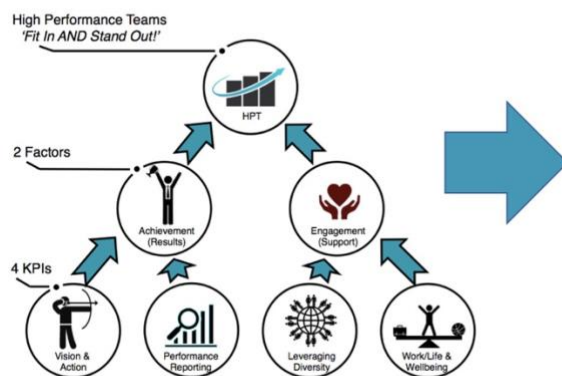 High Performance Teams
'Fit In AND Stand Out!'
HPT
2 Factors
Achievement
(Results)
Engagement
(Support)
4 KPIs
Vision &
Action
Performance
Reporting
Leveraging
Diversity
Work/Life &
Wellbeing